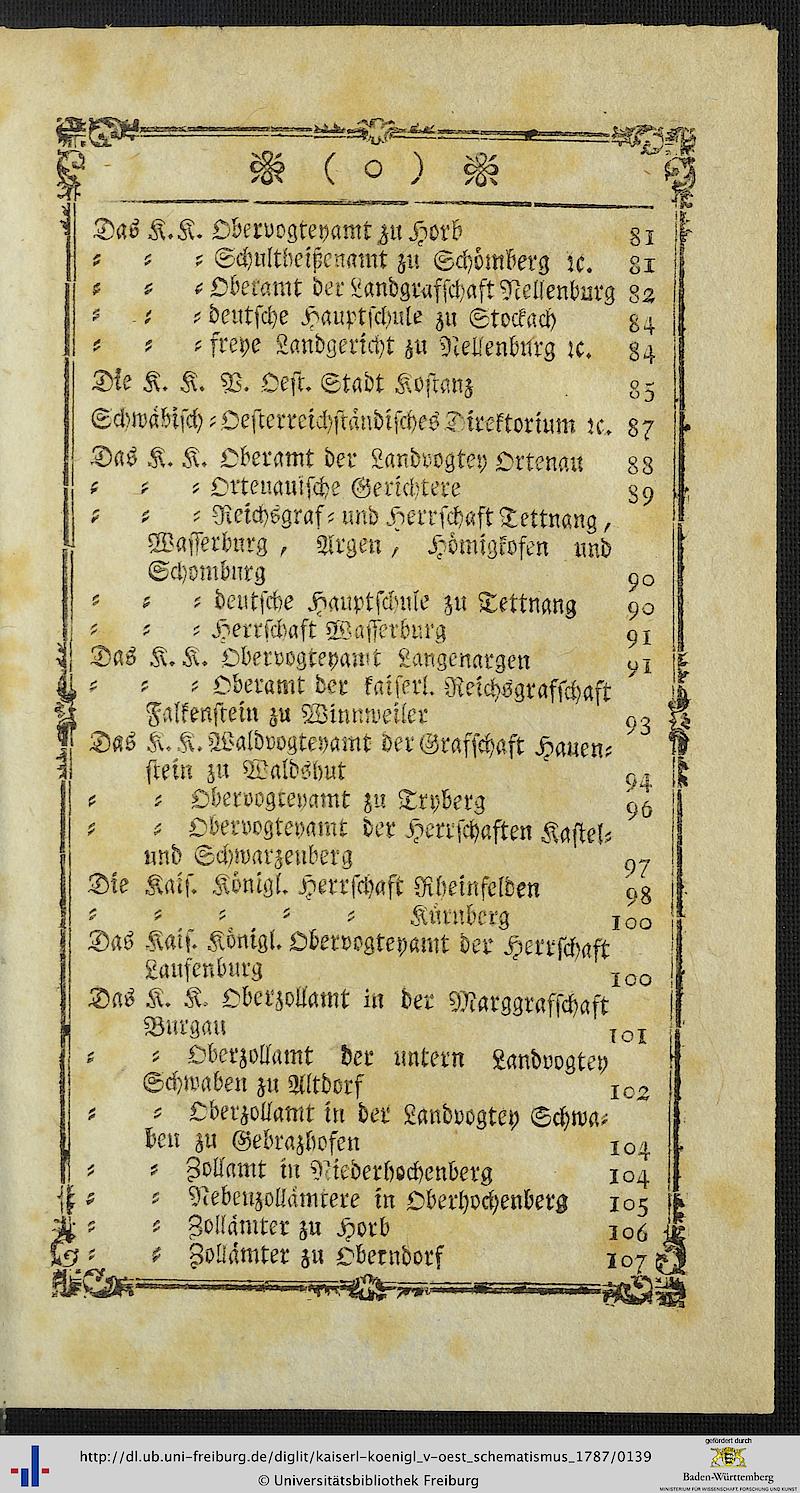 ( o )
Das K. K. Obervogteyamt zu Horb 81
⸗ ⸗ ⸗ Schultheißenamt zu Schömberg ꝛc. 81
⸗ ⸗ ⸗ Oberamt der Landgrafschaft Nellenburg 82
⸗ ⸗ ⸗ deutsche Hauptschule zu Stockach 84
⸗ ⸗ ⸗ freye Landgericht zu Nellenburg ꝛc. 84
Die K. K. V. Oest. Stadt Kostanz 85
Schwäbisch⸗Oesterreichständisches Direktorium ꝛc. 87
Das K. K. Oberamt der Landvogtey Ortenau 88
⸗ ⸗ ⸗ Ortenauische Gerichtere 89
⸗ ⸗ ⸗ Reichsgraf⸗ und Herrschaft Tettnang,
Wasserburg, Argen, Hömigkofen und
Schomburg 90
⸗ ⸗ ⸗ deutsche Hauptschule zu Tettnang 90
⸗ ⸗ ⸗ Herrschaft Wasserburg 91
Das K. K. Obervogteyamt Langenargen 91
⸗ ⸗ ⸗ Oberamt der kaiserl. Reichsgrafschaft
Falkenstein zu Winnweiler 93
Das K. K. Waldvogteyamt der Grafschaft Hauen⸗
stein zu Waldshut 94
⸗ ⸗ Obervogteyamt zu Tryberg 96
⸗ ⸗ Obervogteyamt der Herrschaften Kastel⸗
und Schwarzenberg 97
Die Kais. Königl. Herrschaft Rheinfelden 98
⸗ ⸗ ⸗ ⸗ ⸗ Kürnberg 100
Das Kais. Königl. Obervogteyamt der Herrschaft
Laufenburg 100
Das K. K. Oberzollamt in der Marggrafschaft
Burgau 101
⸗ ⸗ Oberzollamt der untern Landvogtey
Schwaben zu Altdorf 102
⸗ ⸗ Oberzollamt in der Landvogtey Schwa⸗
ben zu Gebrazhofen 104
⸗ ⸗ Zollamt in Niederhochenberg 104
⸗ ⸗ Nebenzollämtere in Oberhochenberg 105
⸗ ⸗ Zollämter zu Horb 106
⸗ ⸗ Zollämter zu Oberndorf 107
http://dl.ub.uni-freiburg.de/diglit/kaiserl-koenigl_v-oest_schematismus_1787/0139
© Universitätsbibliothek Freiburg
gefördert durch
Baden-Württemberg
MINISTERIUM FÜR WISSENSCHAFT, FORSCHUNG UND KUNST